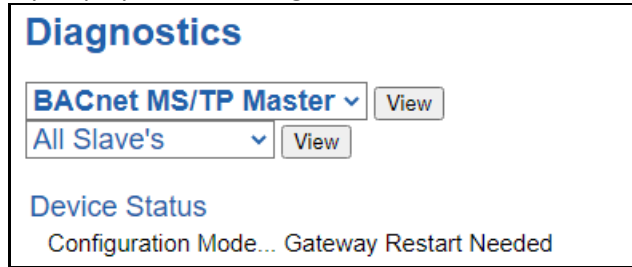 Diagnostics
BACnet MS/TP Master View
All Slave's View
Device Status
Configuration Mode... Gateway Restart Needed